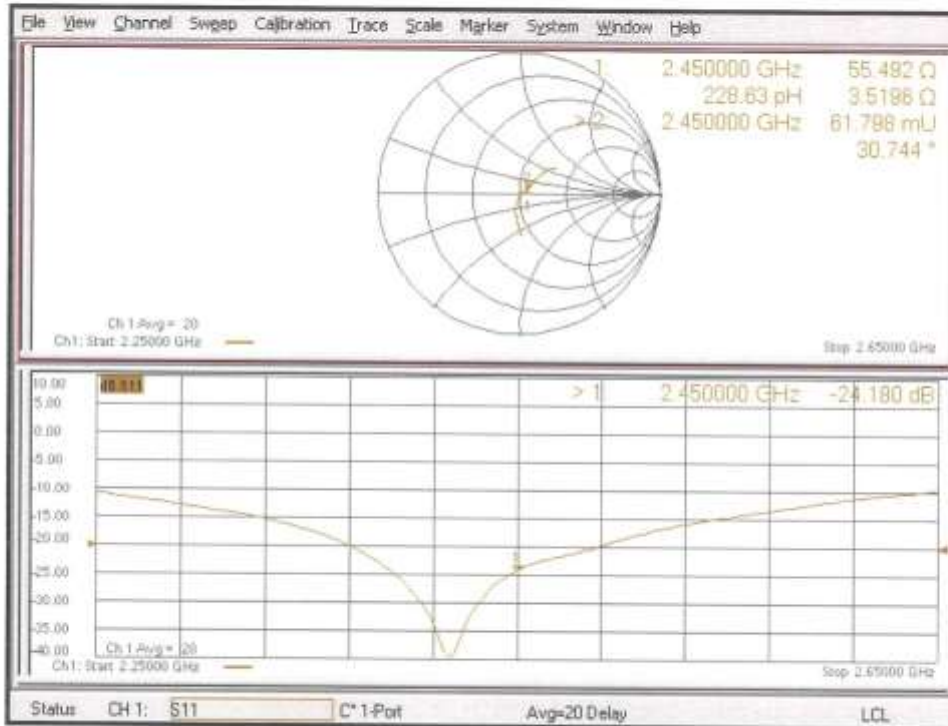 File View Channel Sweep Calibration Trace Scale Marker System Window Help
1 2.450000 GHz 55.492 Ω
228.63 pH 3.5196 Ω
> 2 2.450000 GHz 61.798 mU
30.744 °
Ch 1 Avg = 20
Ch1: Start 2.25000 GHz
Stop 2.65000 GHz
10.00
> 1 2.450000 GHz -24.180 dB
5.00
0.00
-5.00
-10.00
-15.00
-20.00
-25.00
-30.00
-35.00
-40.00
Ch 1 Avg = 20
Ch1: Start 2.25000 GHz
Stop 2.65000 GHz
Status CH 1: S11 C* 1-Port Avg=20 Delay LCL